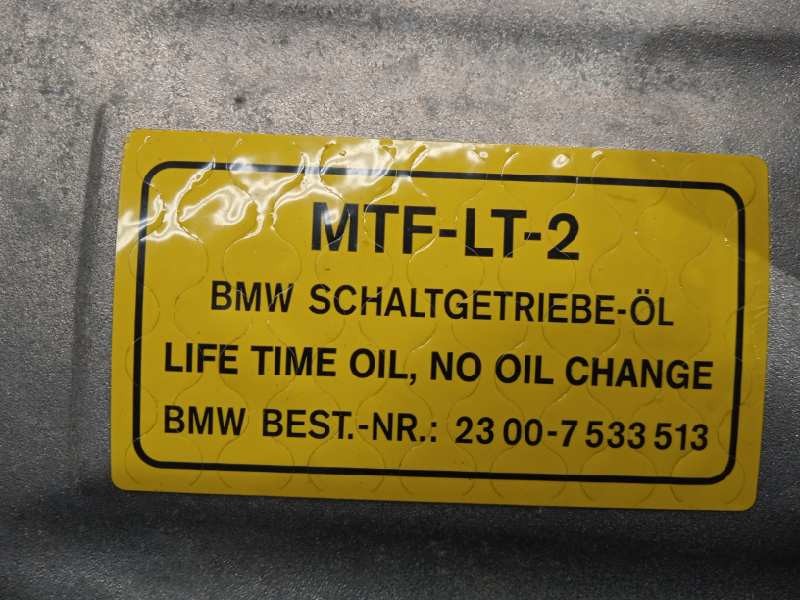 MTF-LT-2
BMW SCHALTGETRIEBE-ÖL
LIFE TIME OIL, NO OIL CHANGE
BMW BEST.-NR.: 23 00-7 533 513